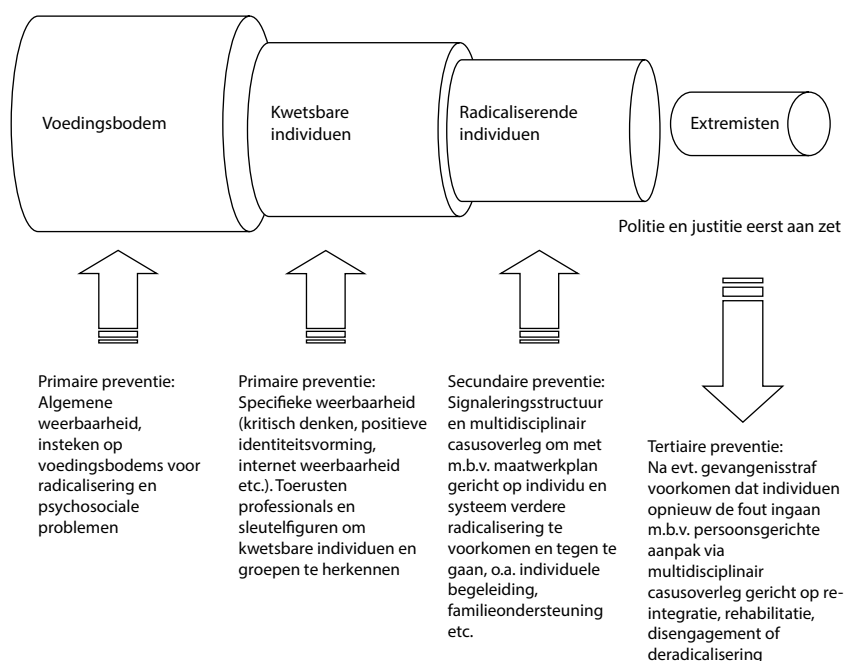 Voedingsbodem
Kwetsbare
individuen
Radicaliserende
individuen
Extremisten
Politie en justitie eerst aan zet
Primaire preventie:
Algemene
weerbaarheid,
insteken op
voedingsbodems voor
radicalisering en
psychosociale
problemen
Primaire preventie:
Specifieke weerbaarheid
(kritisch denken, positieve
identiteitsvorming,
internet weerbaarheid
etc.). Toerusten
professionals en
sleutelfiguren om
kwetsbare individuen en
groepen te herkennen
Secundaire preventie:
Signaleringsstructuur
en multidisciplinair
casusoverleg om met
m.b.v. maatwerkplan
gericht op individu en
systeem verdere
radicalisering te
voorkomen en tegen te
gaan, o.a. individuele
begeleiding,
familieondersteuning
etc.
Tertiaire preventie:
Na evt. gevangenisstraf
voorkomen dat individuen
opnieuw de fout ingaan
m.b.v. persoonsgerichte
aanpak via
multidisciplinair
casusoverleg gericht op re-
integratie, rehabilitatie,
disengagement of
deradicalisering